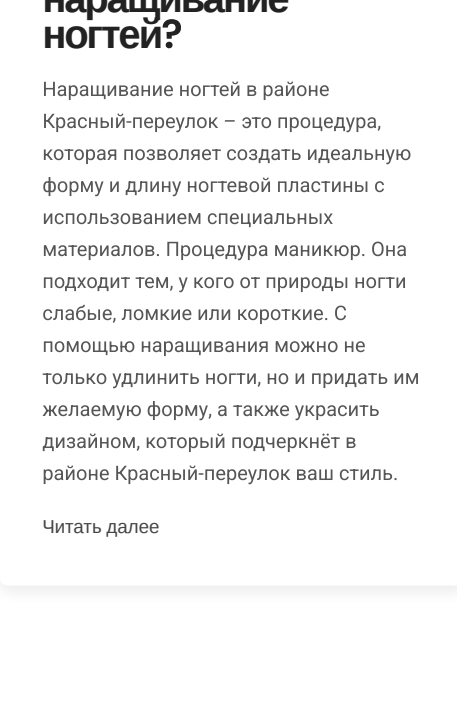 наращивание
ногтей?
Наращивание ногтей в районе
Красный-переулок – это процедура,
которая позволяет создать идеальную
форму и длину ногтевой пластины с
использованием специальных
материалов. Процедура маникюр. Она
подходит тем, у кого от природы ногти
слабые, ломкие или короткие. С
помощью наращивания можно не
только удлинить ногти, но и придать им
желаемую форму, а также украсить
дизайном, который подчеркнёт в
районе Красный-переулок ваш стиль.
Читать далее